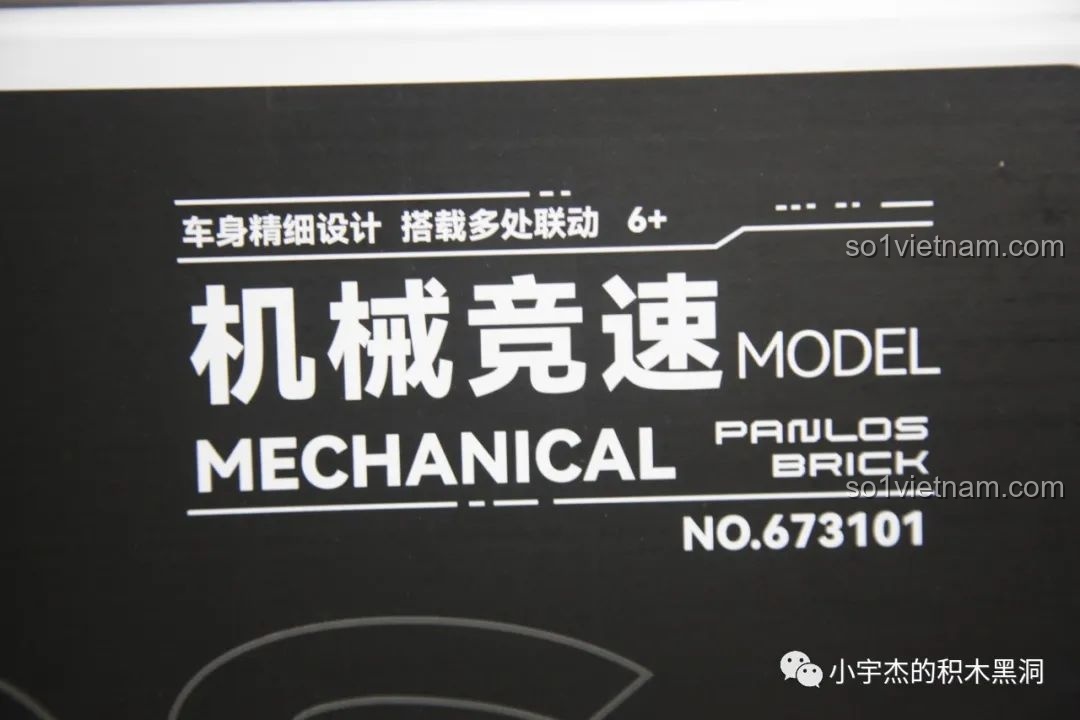 车身精细设计 搭载多处联动 6+
so1vietnam.com
机械竞速 MODEL
MECHANICAL PANLOS BRICK
so1vietnam.com
NO.673101
小宇杰的积木黑洞